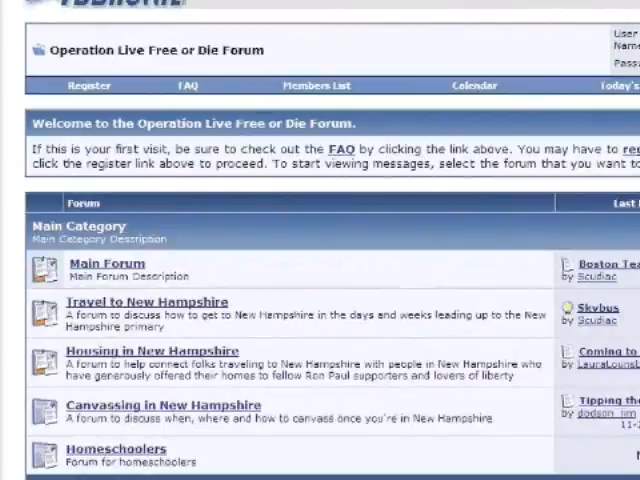 Operation Live Free or Die Forum
User
Name
Register FAQ Members List Calendar Today's
Welcome to the Operation Live Free or Die Forum.
If this is your first visit, be sure to check out the FAQ by clicking the link above. You may have to
click the register link above to proceed. To start viewing messages, select the forum that you want to
Forum Last
Main Category
Main Category Description
Main Forum
Main Forum Description
Boston Tea
by Scudiac
Travel to New Hampshire
A forum to discuss how to get to New Hampshire in the days and weeks leading up to the New
Hampshire primary
Skybus
by Scudiac
Housing in New Hampshire
A forum to help connect folks traveling to New Hampshire with people in New Hampshire who
have generously offered their homes to fellow Ron Paul supporters and lovers of liberty
Coming to
by
Canvassing in New Hampshire
A forum to discuss when, where and how to canvass once you're in New Hampshire
Tipping the
by dodson_jim
11-
Homeschoolers
Forum for homeschoolers